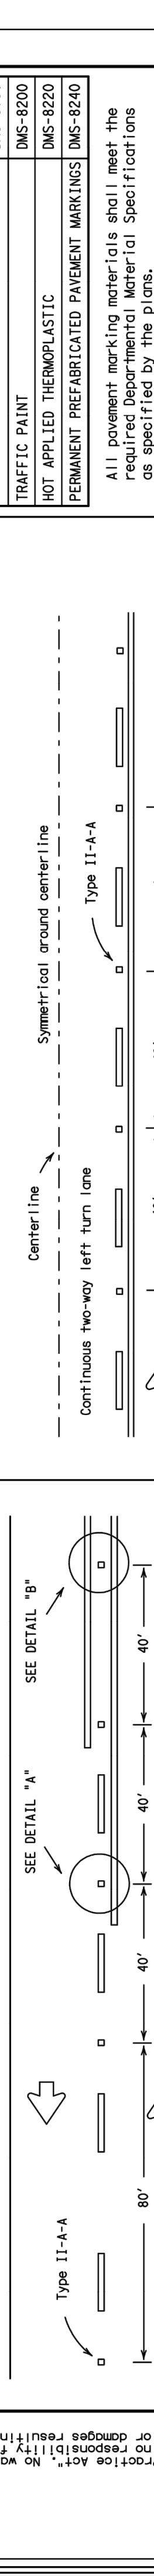 TRAFFIC PAINT DMS-8200
HOT APPLIED THERMOPLASTIC DMS-8220
PERMANENT PREFABRICATED PAVEMENT MARKINGS DMS-8240
All pavement marking materials shall meet the
required Departmental Material Specifications
as specified by the plans.
Symmetrical around centerline
Centerline
Type II-A-A
Continuous two-way left turn lane
SEE DETAIL "B"
SEE DETAIL "A"
Type II-A-A
80' 40' 40' 40'
ractice Act". No wa
no responsibility f
or damages resultin